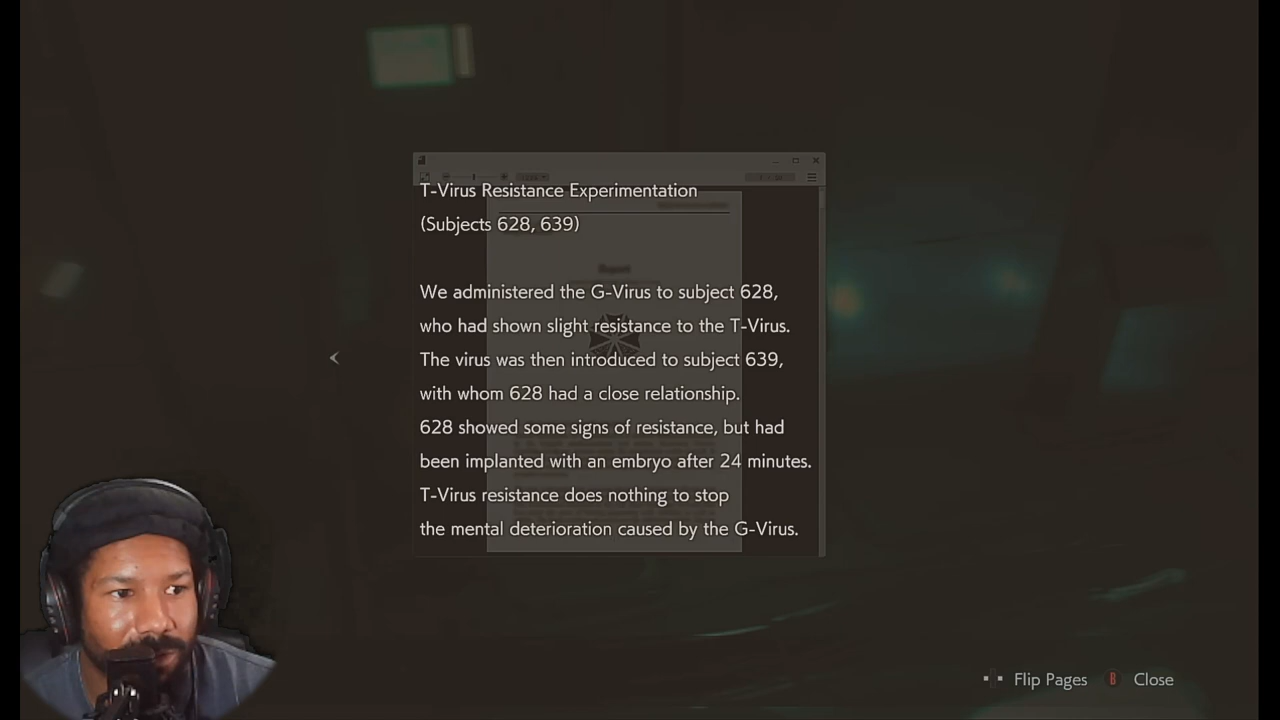 T-Virus Resistance Experimentation
(Subjects 628, 639)
We administered the G-Virus to subject 628,
who had shown slight resistance to the T-Virus.
The virus was then introduced to subject 639,
with whom 628 had a close relationship.
628 showed some signs of resistance, but had
been implanted with an embryo after 24 minutes.
T-Virus resistance does nothing to stop
the mental deterioration caused by the G-Virus.
Flip Pages B Close